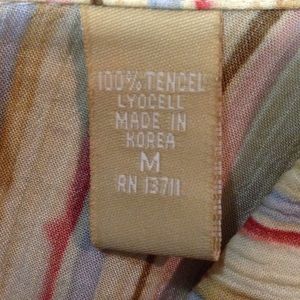 100% TENCEL
LYOCELL
MADE IN
KOREA
M
RN 13711